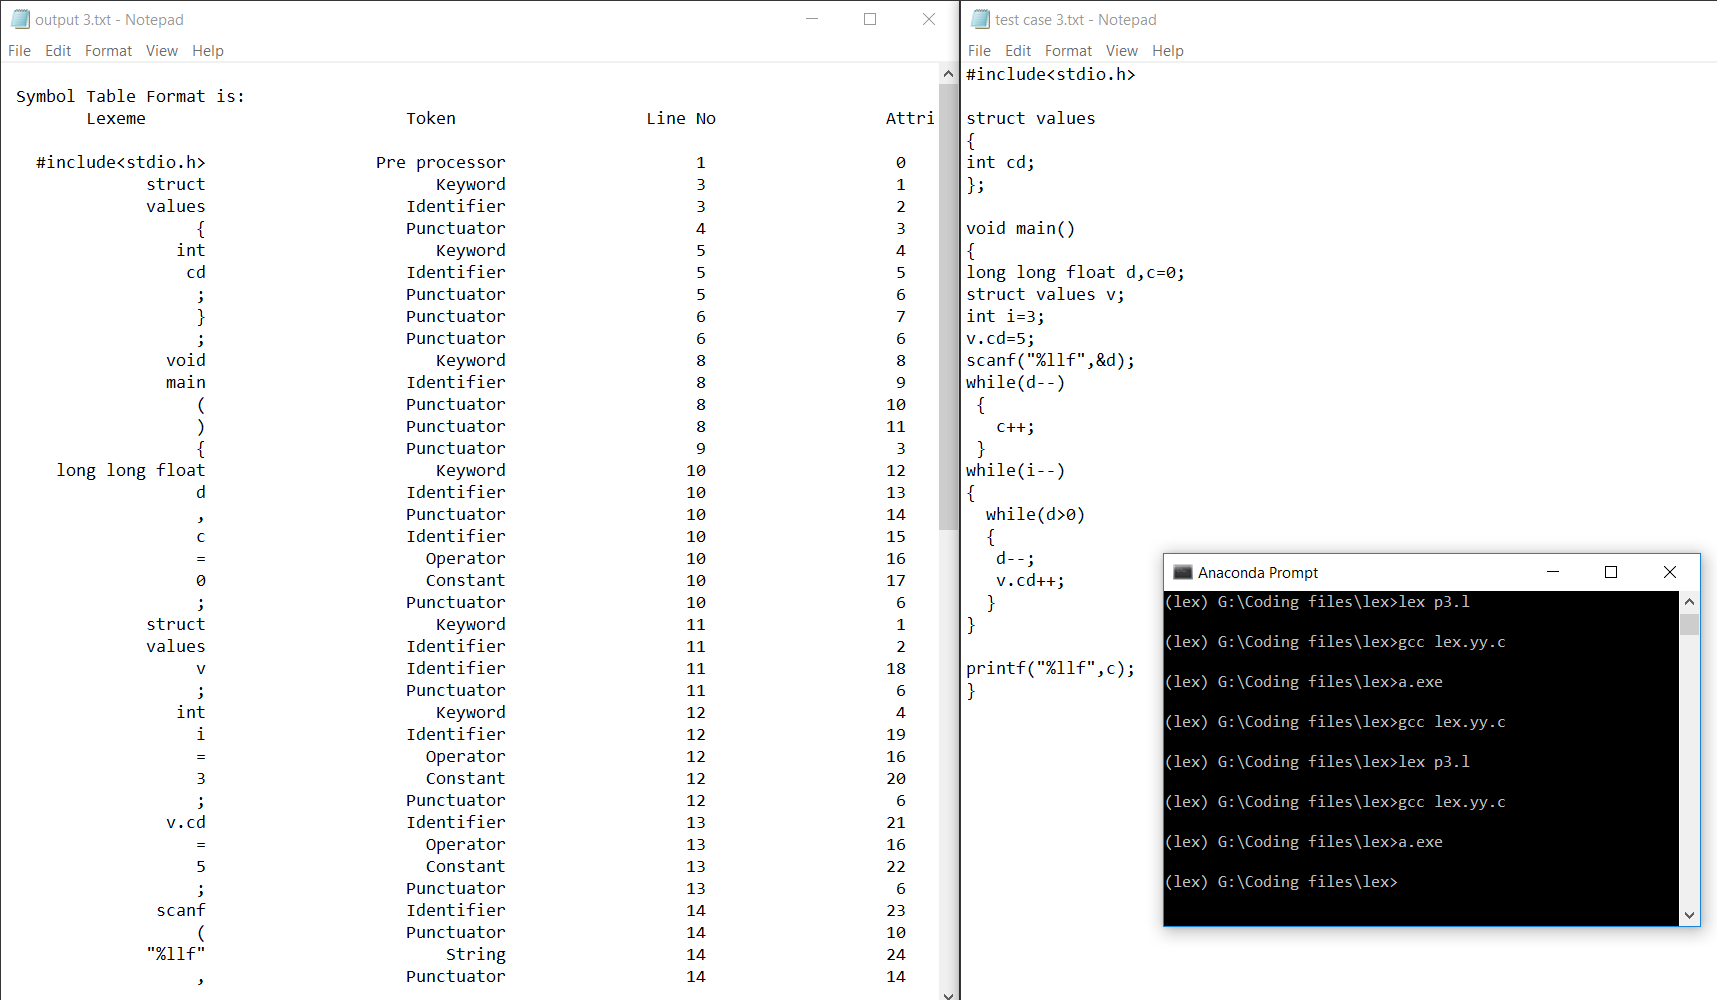 output 3.txt - Notepad
File Edit Format View Help
Symbol Table Format is:
Lexeme Token Line No Attri
#include<stdio.h> Pre processor 1 0
struct Keyword 3 1
values Identifier 3 2
{ Punctuator 4 3
int Keyword 5 4
cd Identifier 5 5
; Punctuator 5 6
} Punctuator 6 7
; Punctuator 6 6
void Keyword 8 8
main Identifier 8 9
( Punctuator 8 10
) Punctuator 8 11
{ Punctuator 9 3
long long float Keyword 10 12
d Identifier 10 13
, Punctuator 10 14
c Identifier 10 15
= Operator 10 16
0 Constant 10 17
; Punctuator 10 6
struct Keyword 11 1
values Identifier 11 2
v Identifier 11 18
; Punctuator 11 6
int Keyword 12 4
i Identifier 12 19
= Operator 12 16
3 Constant 12 20
; Punctuator 12 6
v.cd Identifier 13 21
= Operator 13 16
5 Constant 13 22
; Punctuator 13 6
scanf Identifier 14 23
( Punctuator 14 10
"%llf" String 14 24
, Punctuator 14 14
test case 3.txt - Notepad
File Edit Format View Help
#include<stdio.h>
struct values
{
int cd;
};
void main()
{
long long float d,c=0;
struct values v;
int i=3;
v.cd=5;
scanf("%llf",&d);
while(d--)
{
c++;
}
while(i--)
{
while(d>0)
{
d--;
v.cd++;
}
}
printf("%llf",c);
}
Anaconda Prompt
(lex) G:\Coding files\lex>lex p3.l
(lex) G:\Coding files\lex>gcc lex.yy.c
(lex) G:\Coding files\lex>a.exe
(lex) G:\Coding files\lex>gcc lex.yy.c
(lex) G:\Coding files\lex>lex p3.l
(lex) G:\Coding files\lex>gcc lex.yy.c
(lex) G:\Coding files\lex>a.exe
(lex) G:\Coding files\lex>